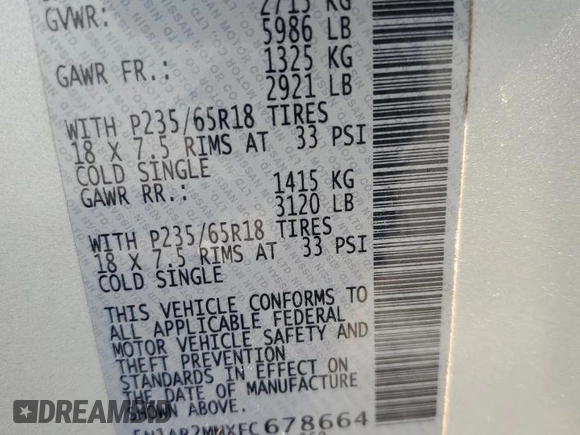 GVWR: 2715 KG
5986 LB
GAWR FR.: 1325 KG
2921 LB
WITH P235/65R18 TIRES
18 X 7.5 RIMS AT 33 PSI
COLD SINGLE
GAWR RR.: 1415 KG
3120 LB
WITH P235/65R18 TIRES
18 X 7.5 RIMS AT 33 PSI
COLD SINGLE
THIS VEHICLE CONFORMS TO
ALL APPLICABLE FEDERAL
MOTOR VEHICLE SAFETY AND
THEFT PREVENTION
STANDARDS IN EFFECT ON
THE DATE OF MANUFACTURE
SHOWN ABOVE.
678664
DREAMBID